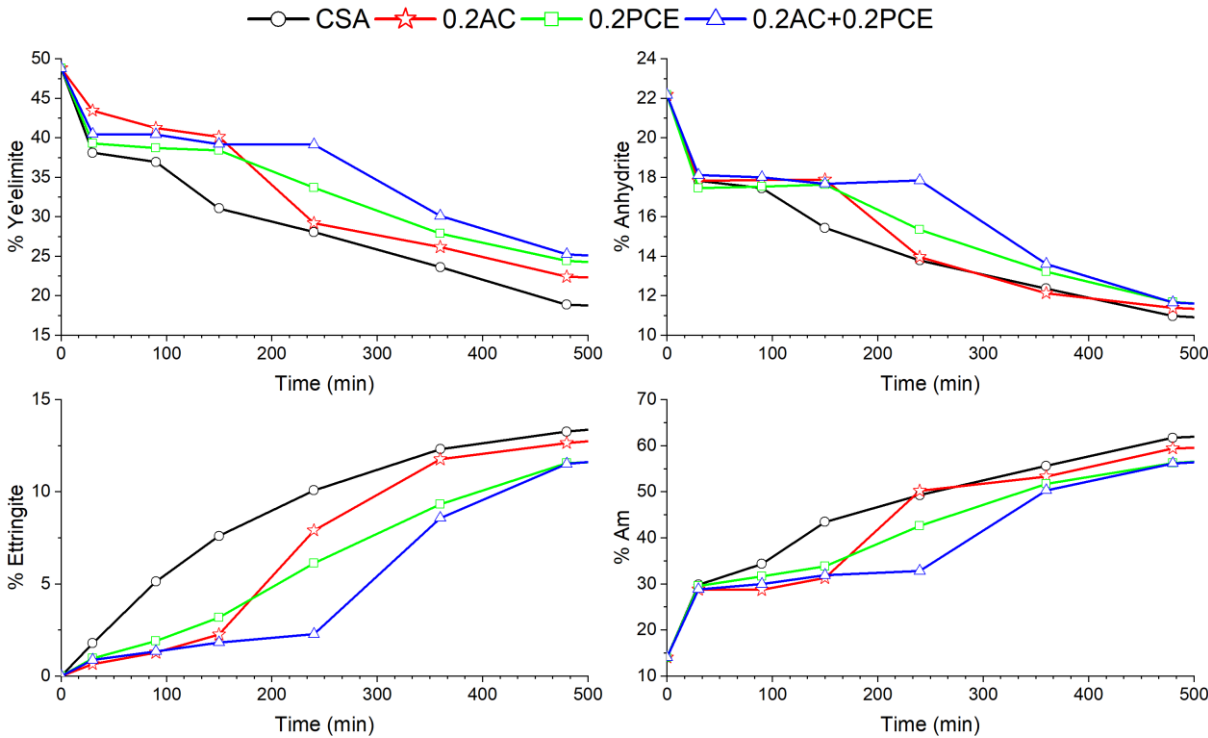 CSA 0.2AC 0.2PCE 0.2AC+0.2PCE
% Ye'elimite
50
45
40
35
30
25
20
15
0 100 200 300 400 500
Time (min)
% Anhydrite
24
22
20
18
16
14
12
10
0 100 200 300 400 500
Time (min)
% Ettringite
15
10
5
0
0 100 200 300 400 500
Time (min)
% Am
70
60
50
40
30
20
10
0 100 200 300 400 500
Time (min)